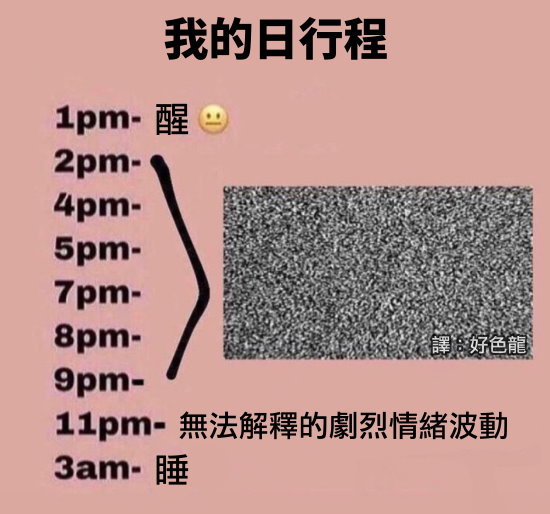 我的日行程
1pm- 醒 😐
2pm-
4pm-
5pm-
7pm-
8pm-
譯：好色龍
9pm-
11pm- 無法解釋的劇烈情緒波動
3am- 睡